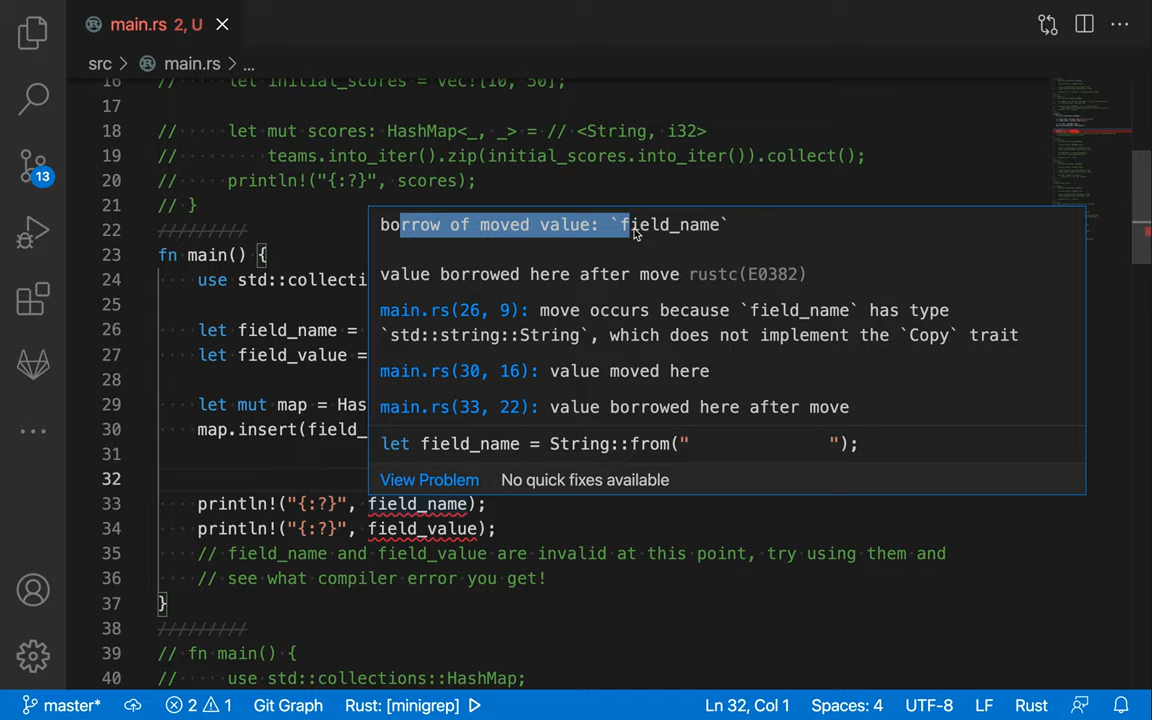 main.rs 2, U
src > main.rs > ...
16 // let initial_scores = vec![10, 50];
17
18 // let mut scores: HashMap<_, _> = // <String, i32>
19 // teams.into_iter().zip(initial_scores.into_iter()).collect();
20 // println!("{:?}", scores);
21 // }
22 /////////
23 fn main() {
24 use std::collecti
25
26 let field_name =
27 let field_value =
28
29 let mut map = Has
30 map.insert(field_
31
32
33 println!("{:?}", field_name);
34 println!("{:?}", field_value);
35 // field_name and field_value are invalid at this point, try using them and
36 // see what compiler error you get!
37 }
38 /////////
39 // fn main() {
40 // use std::collections::HashMap;
borrow of moved value: `field_name`
value borrowed here after move rustc(E0382)
main.rs(26, 9): move occurs because `field_name` has type
`std::string::String`, which does not implement the `Copy` trait
main.rs(30, 16): value moved here
main.rs(33, 22): value borrowed here after move
let field_name = String::from(" ");
View Problem No quick fixes available
13
master* 2 1 Git Graph Rust: [minigrep] Ln 32, Col 1 Spaces: 4 UTF-8 LF Rust